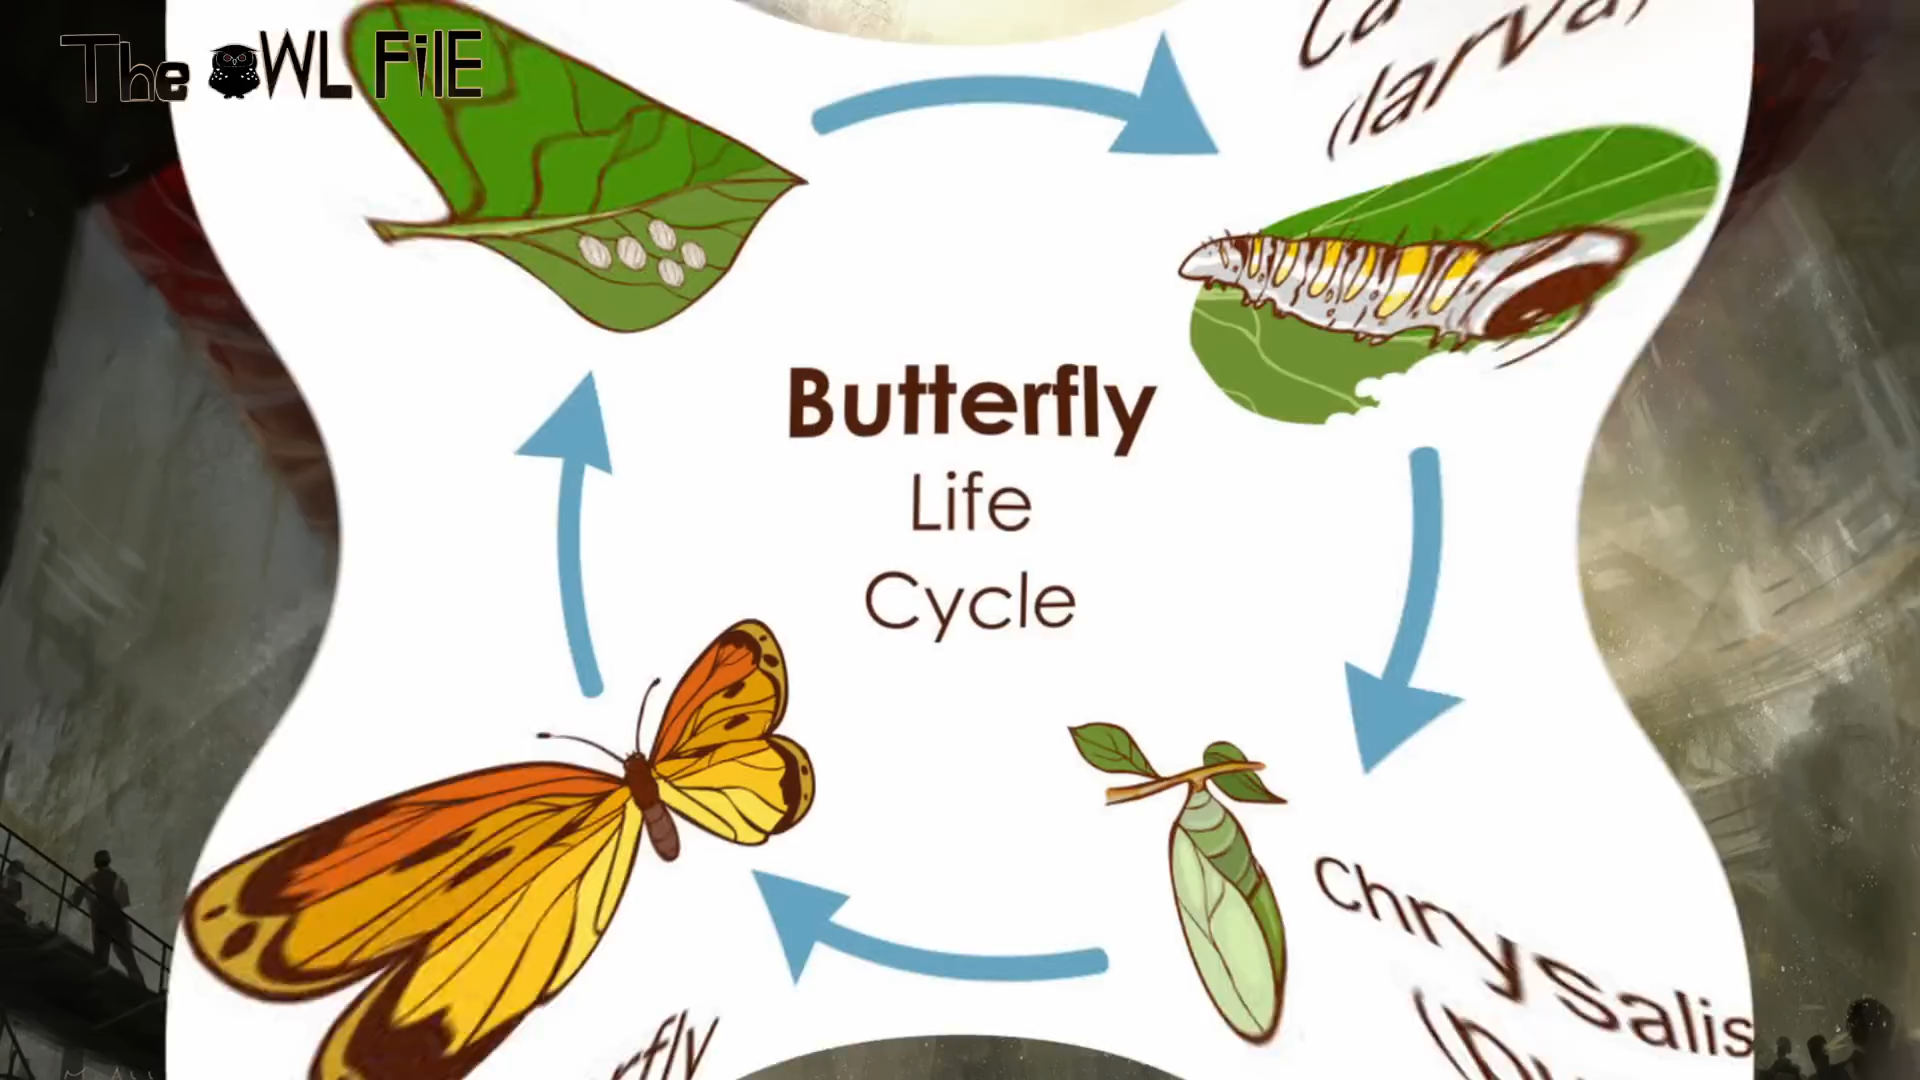 The OWL FilE
(larva)
Butterfly
Life
Cycle
chrysalis